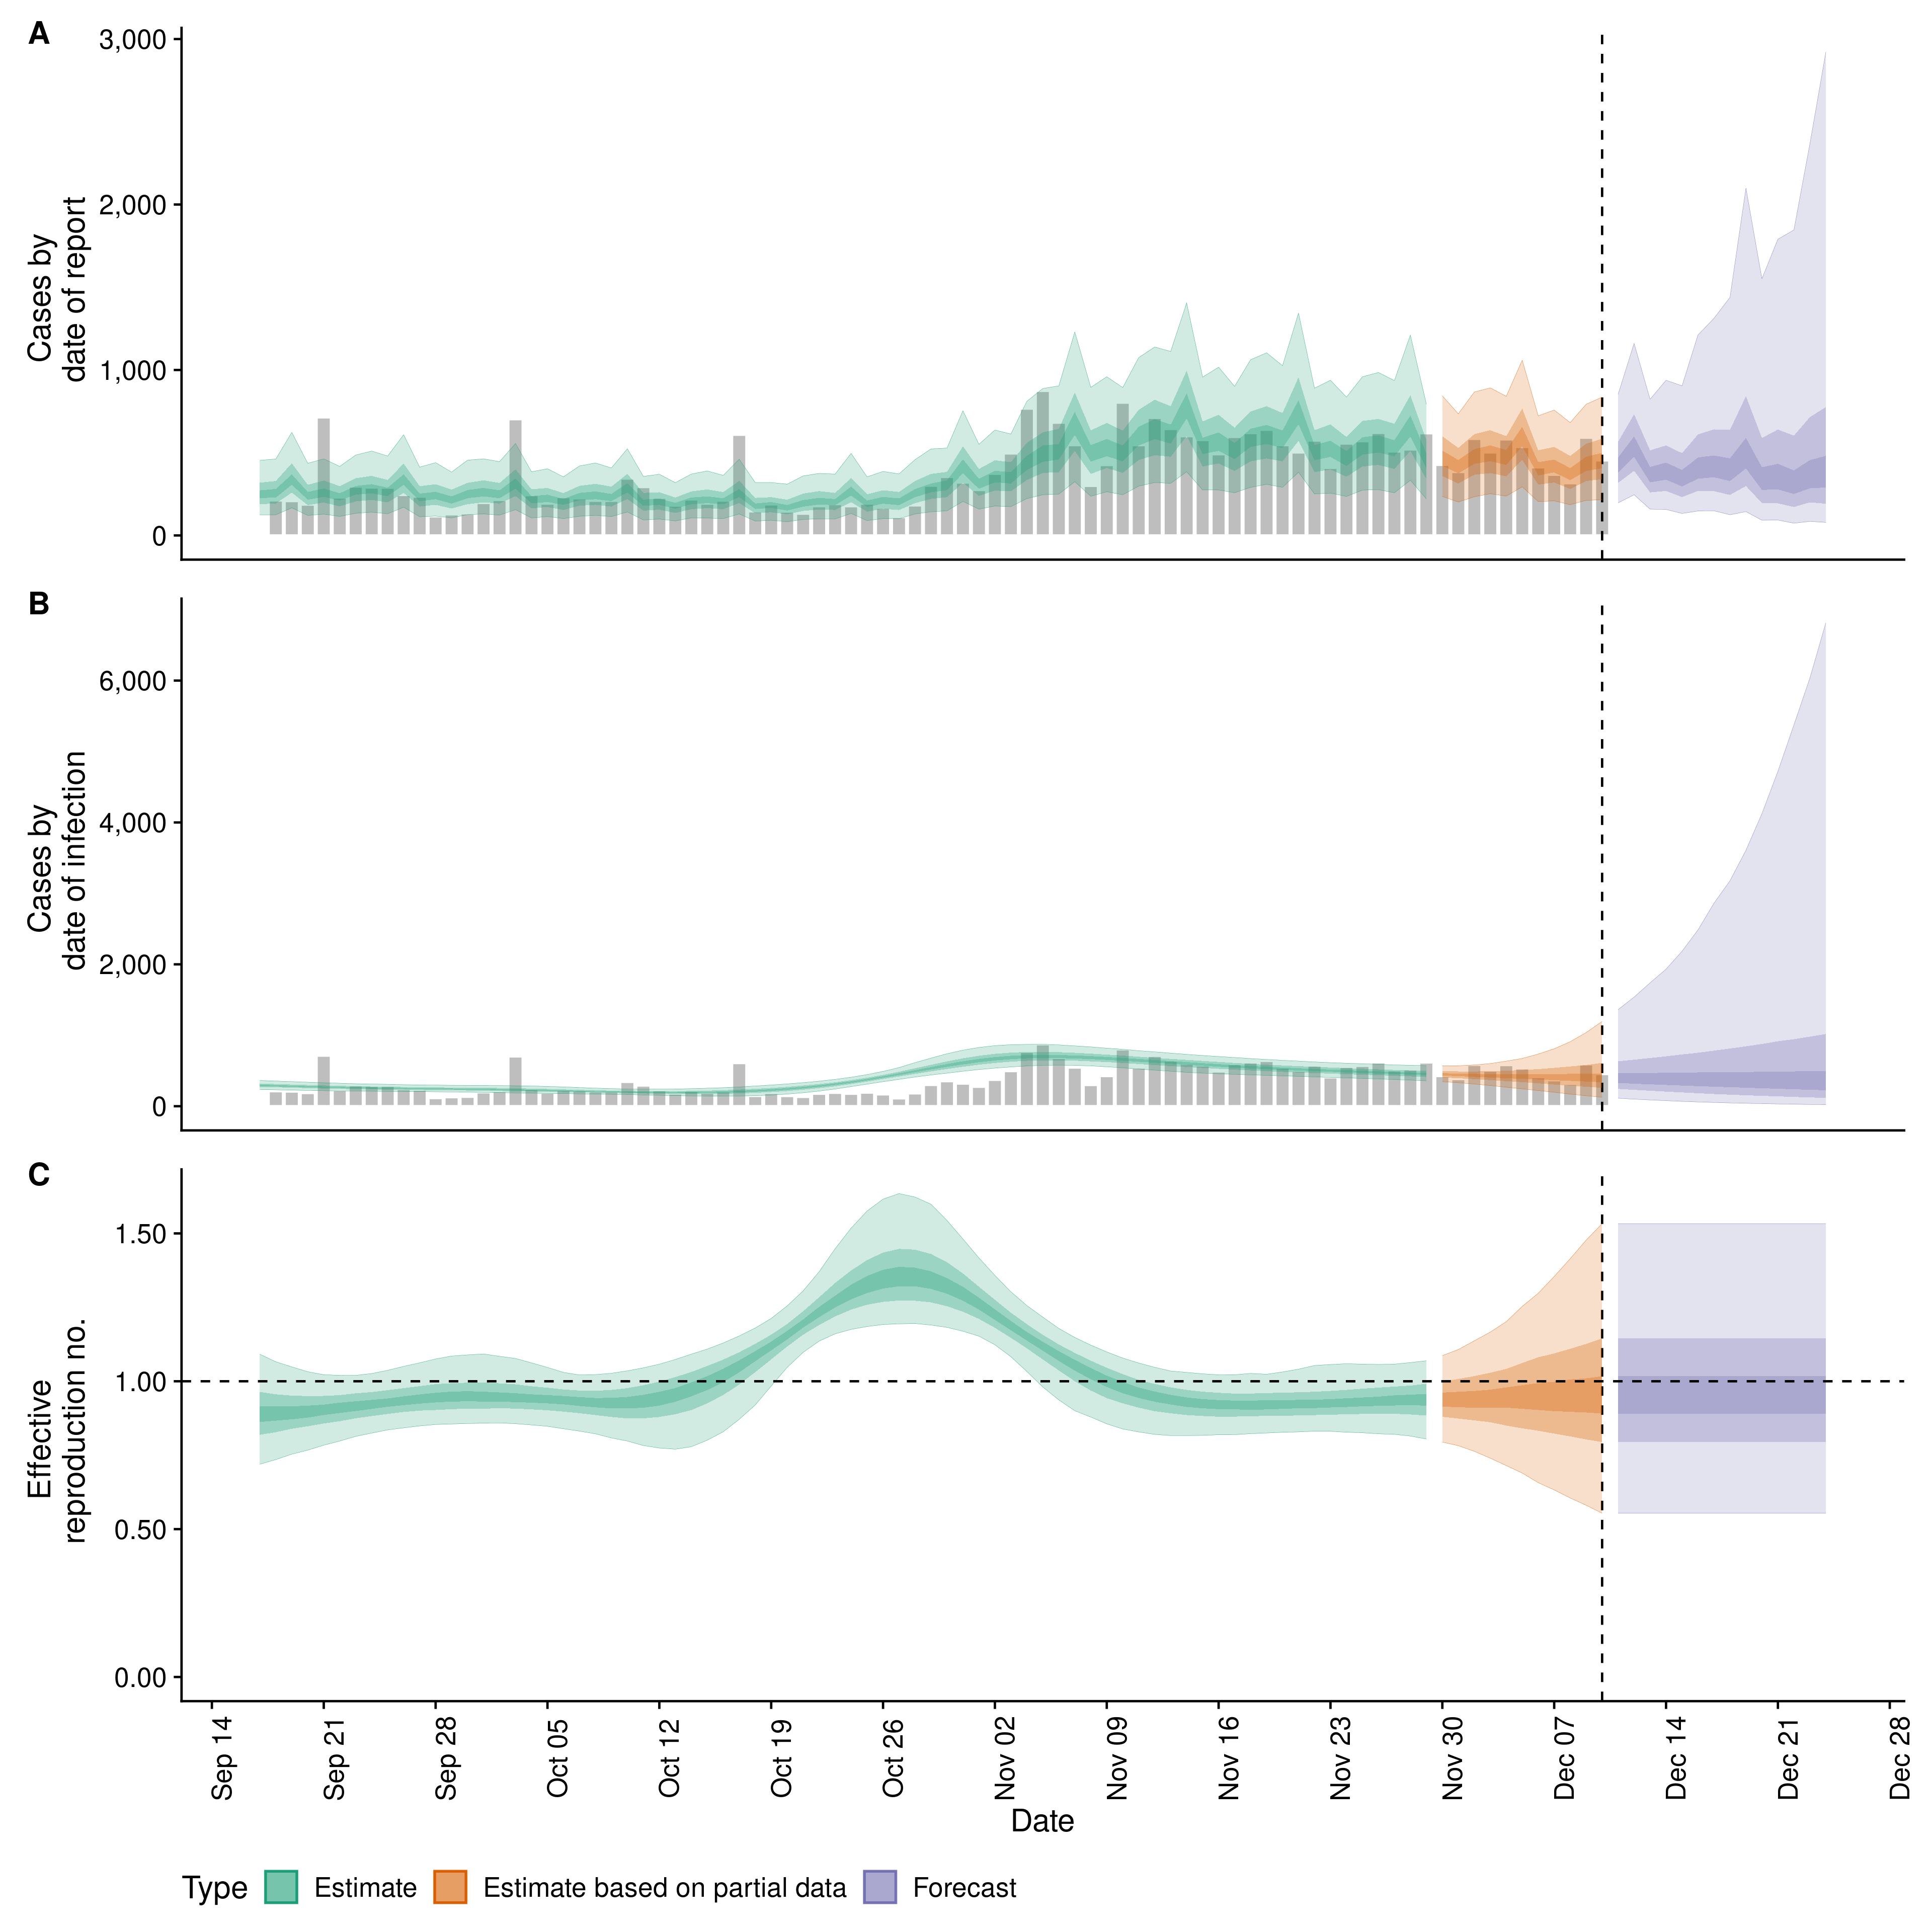 A
Cases by
date of report
3,000
2,000
1,000
0
B
Cases by
date of infection
6,000
4,000
2,000
0
C
Effective
reproduction no.
1.50
1.00
0.50
0.00
Sep 14
Sep 21
Sep 28
Oct 05
Oct 12
Oct 19
Oct 26
Nov 02
Nov 09
Nov 16
Nov 23
Nov 30
Dec 07
Dec 14
Dec 21
Dec 28
Date
Type Estimate Estimate based on partial data Forecast